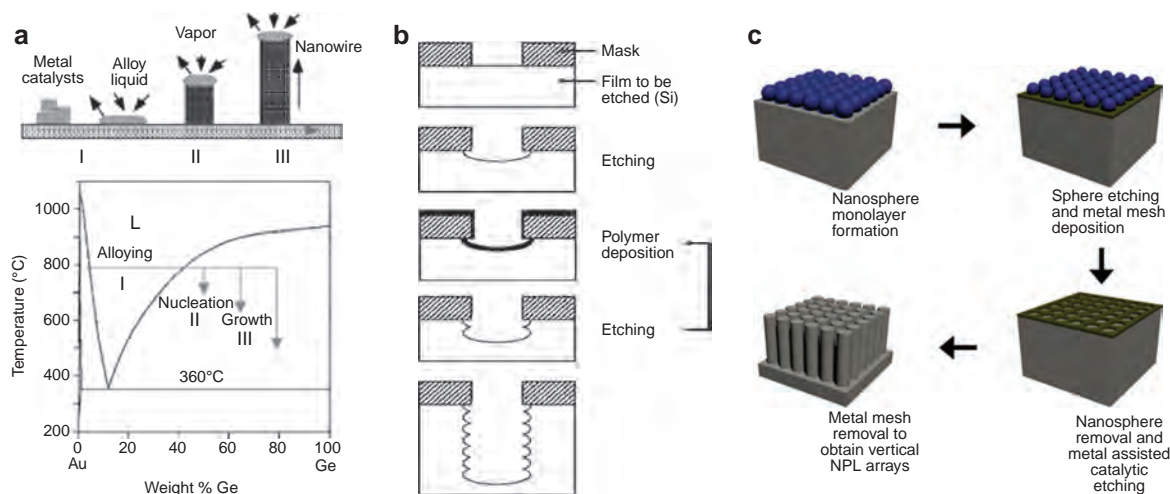 a
Metal
catalysts
Alloy
liquid
Vapor
Nanowire
I
II
III
Temperature (°C)
1000
800
600
400
200
L
Alloying
I
Nucleation
II
Growth
III
360°C
0
20
40
60
80
100
Au
Ge
Weight % Ge
b
Mask
Film to be
etched (Si)
Etching
Polymer
deposition
Etching
c
Nanosphere
monolayer
formation
Sphere etching
and metal mesh
deposition
Metal mesh
removal to
obtain vertical
NPL arrays
Nanosphere
removal and
metal assisted
catalytic
etching